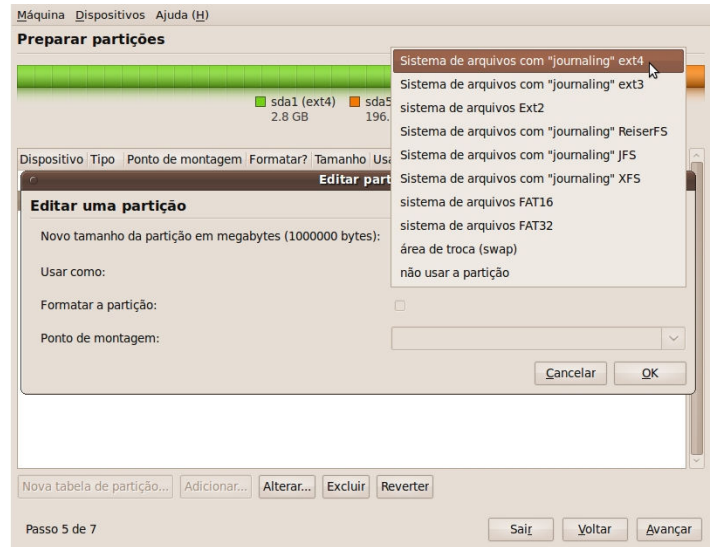 Máquina Dispositivos Ajuda (H)
Preparar partições
sda1 (ext4) sda5
2.8 GB 196.
Dispositivo Tipo Ponto de montagem Formatar? Tamanho
Editar
Editar uma partição
Novo tamanho da partição em megabytes (1000000 bytes):
Usar como:
Formatar a partição:
Ponto de montagem:
Sistema de arquivos com "journaling" ext4
Sistema de arquivos com "journaling" ext3
sistema de arquivos Ext2
Sistema de arquivos com "journaling" ReiserFS
Sistema de arquivos com "journaling" JFS
Sistema de arquivos com "journaling" XFS
sistema de arquivos FAT16
sistema de arquivos FAT32
área de troca (swap)
não usar a partição
Cancelar OK
Nova tabela de partição... Adicionar... Alterar... Excluir Reverter
Passo 5 de 7 Sair Voltar Avançar